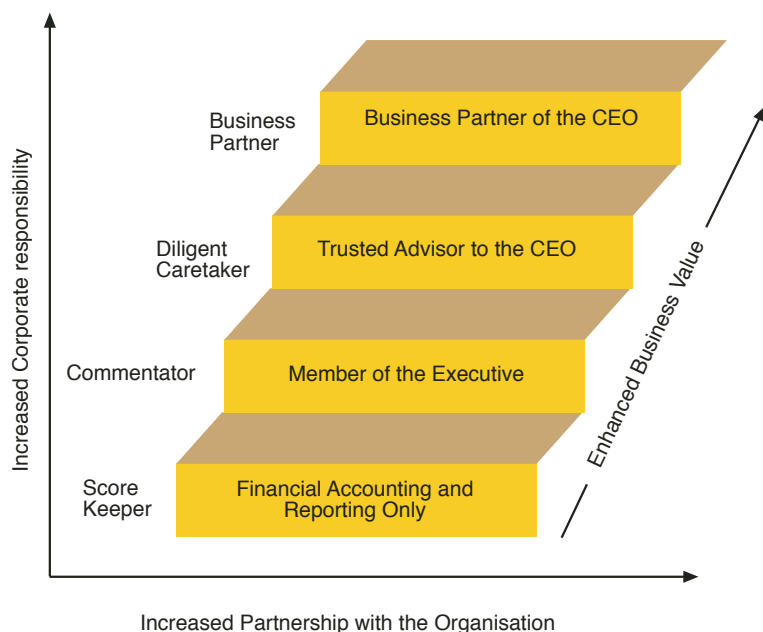 Business
Partner
Business Partner of the CEO
Diligent
Caretaker
Trusted Advisor to the CEO
Commentator
Member of the Executive
Score
Keeper
Financial Accounting and
Reporting Only
Increased Corporate responsibility
Enhanced Business Value
Increased Partnership with the Organisation